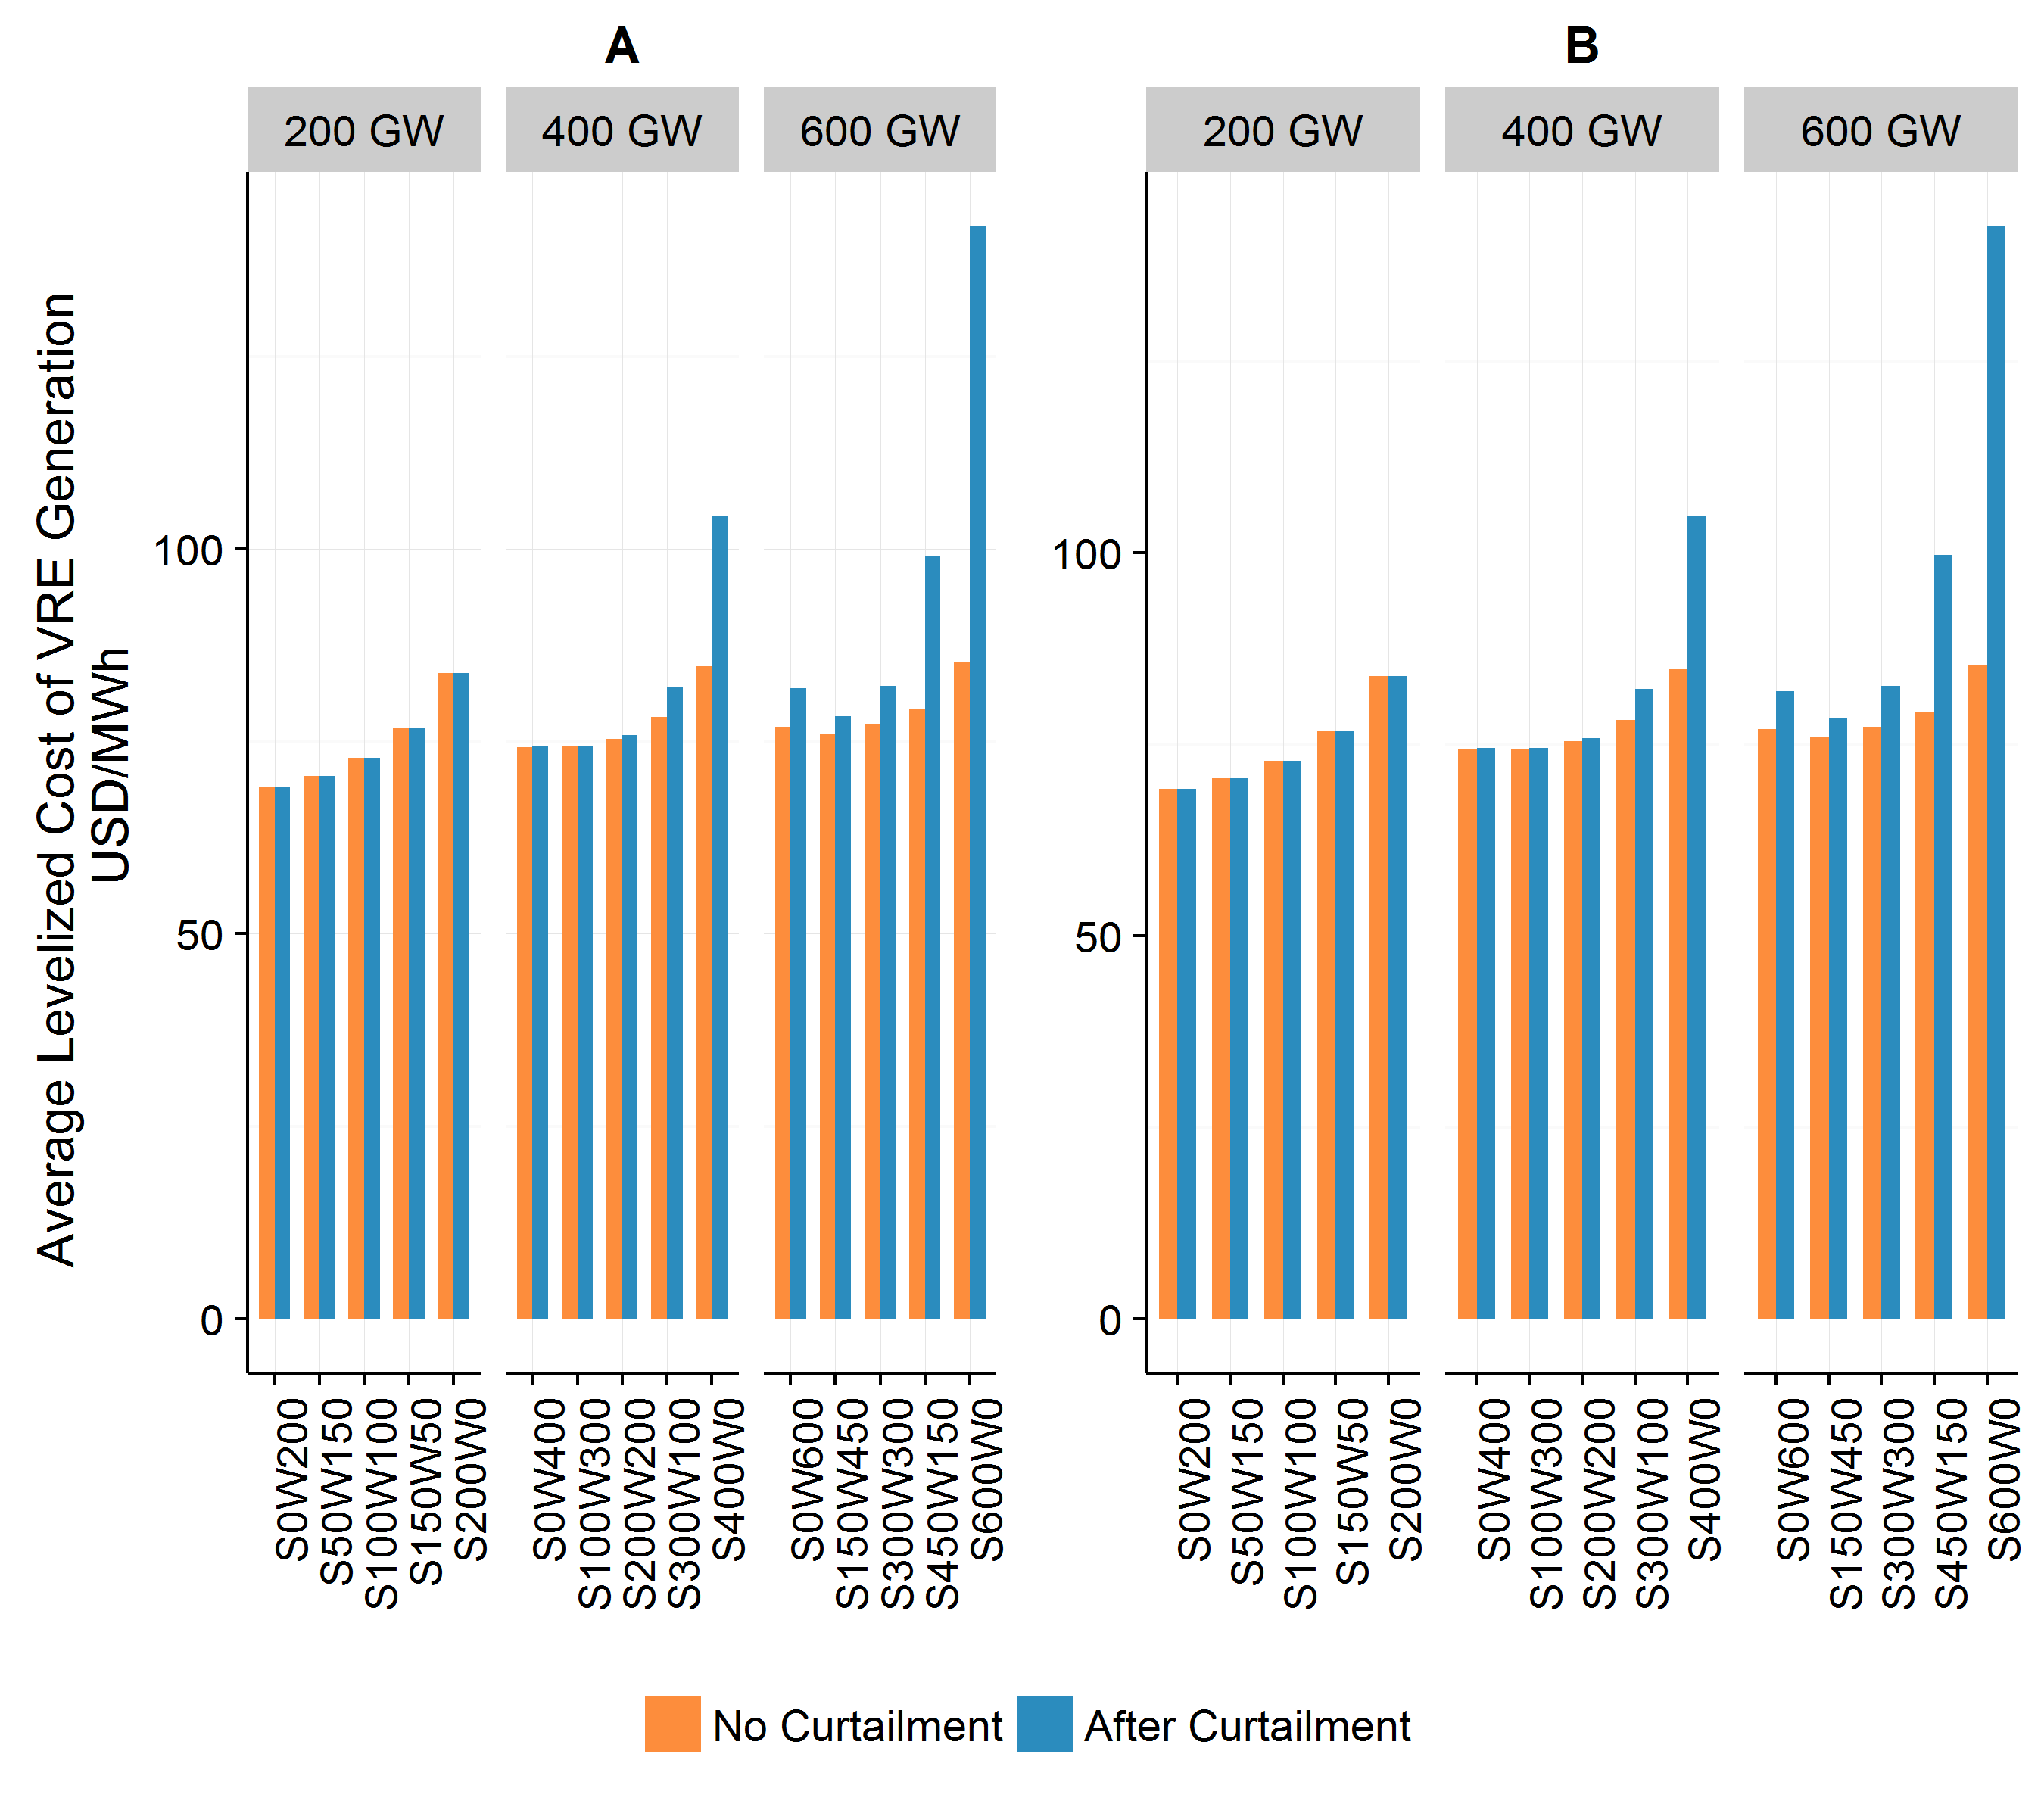 A
B
200 GW
400 GW
600 GW
200 GW
400 GW
600 GW
Average Levelized Cost of VRE Generation
USD/MWh
100
50
0
100
50
0
S0W200
S50W150
S100W100
S150W50
S200W0
S0W400
S100W300
S200W200
S300W100
S400W0
S0W600
S150W450
S300W300
S450W150
S600W0
S0W200
S50W150
S100W100
S150W50
S200W0
S0W400
S100W300
S200W200
S300W100
S400W0
S0W600
S150W450
S300W300
S450W150
S600W0
No Curtailment
After Curtailment